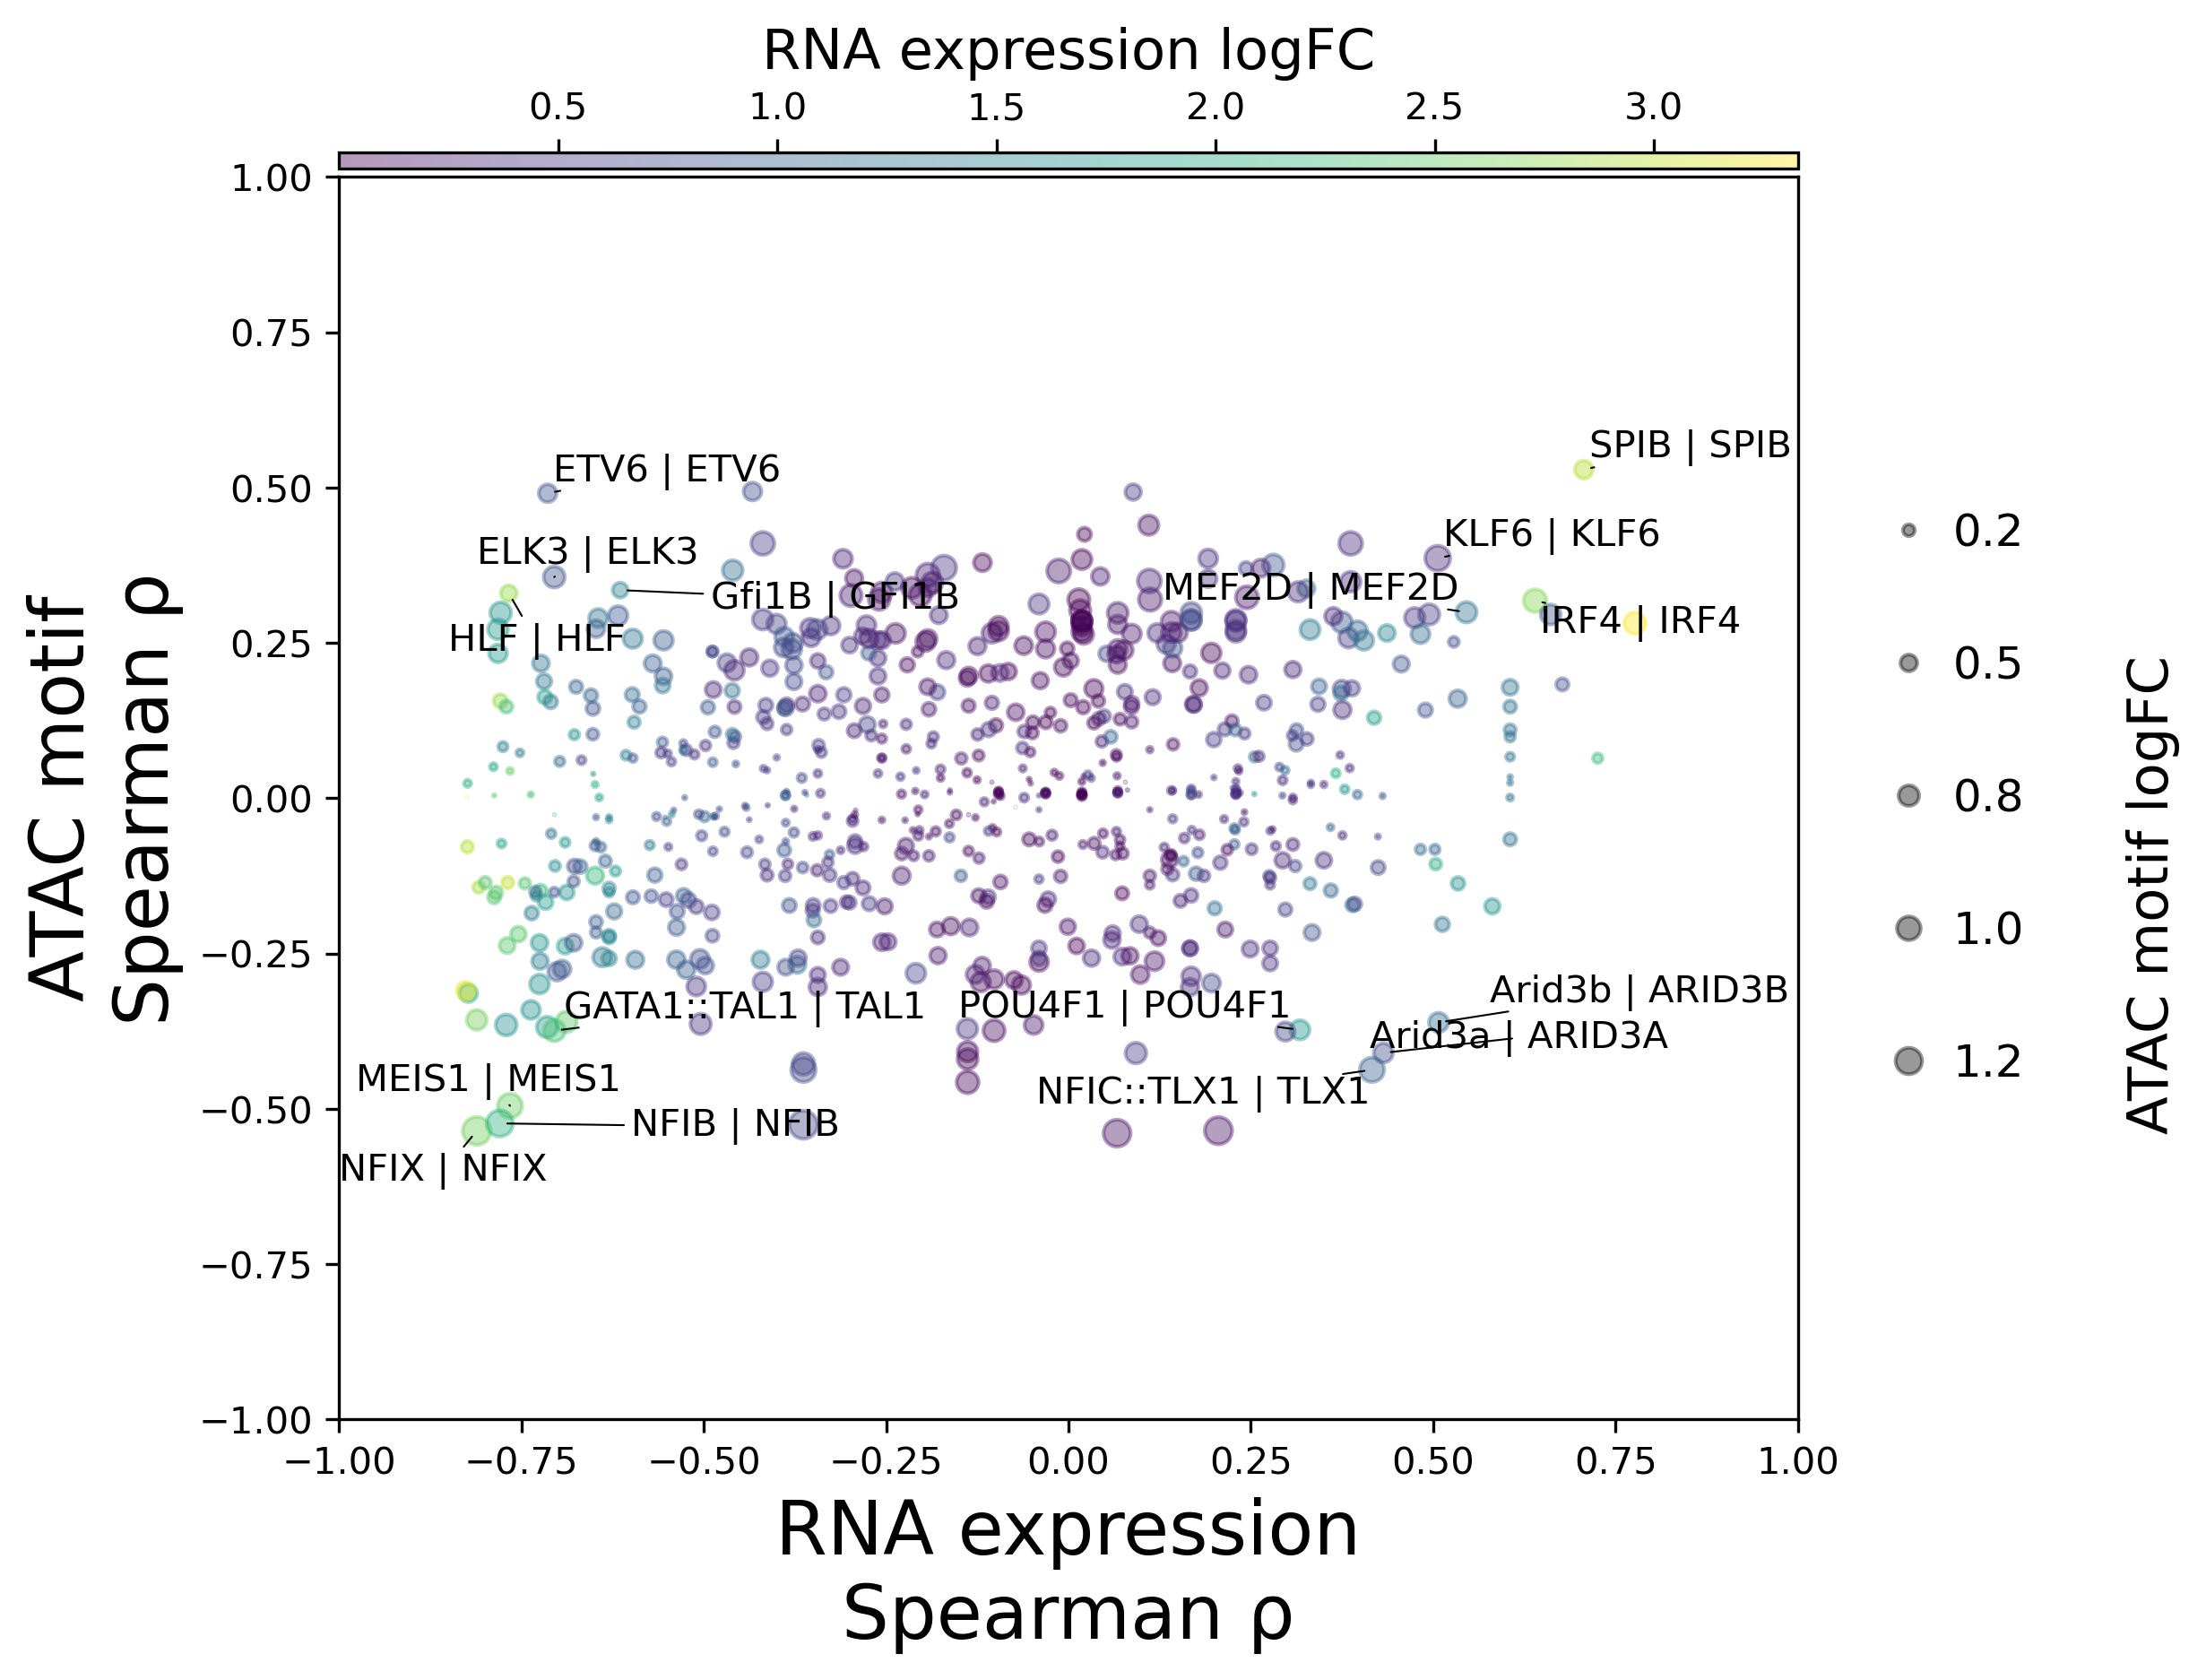 RNA expression logFC
0.5 1.0 1.5 2.0 2.5 3.0
1.00
0.75
0.50
0.25
0.00
−0.25
−0.50
−0.75
−1.00
ATAC motif
Spearman ρ
SPIB | SPIB
ETV6 | ETV6
KLF6 | KLF6
ELK3 | ELK3
MEF2D | MEF2D
Gfi1B | GFI1B
IRF4 | IRF4
HLF | HLF
Arid3b | ARID3B
GATA1::TAL1 | TAL1
POU4F1 | POU4F1
Arid3a | ARID3A
MEIS1 | MEIS1
NFIC::TLX1 | TLX1
NFIB | NFIB
NFIX | NFIX
−1.00 −0.75 −0.50 −0.25 0.00 0.25 0.50 0.75 1.00
RNA expression
Spearman ρ
0.2
0.5
0.8
1.0
1.2
ATAC motif logFC